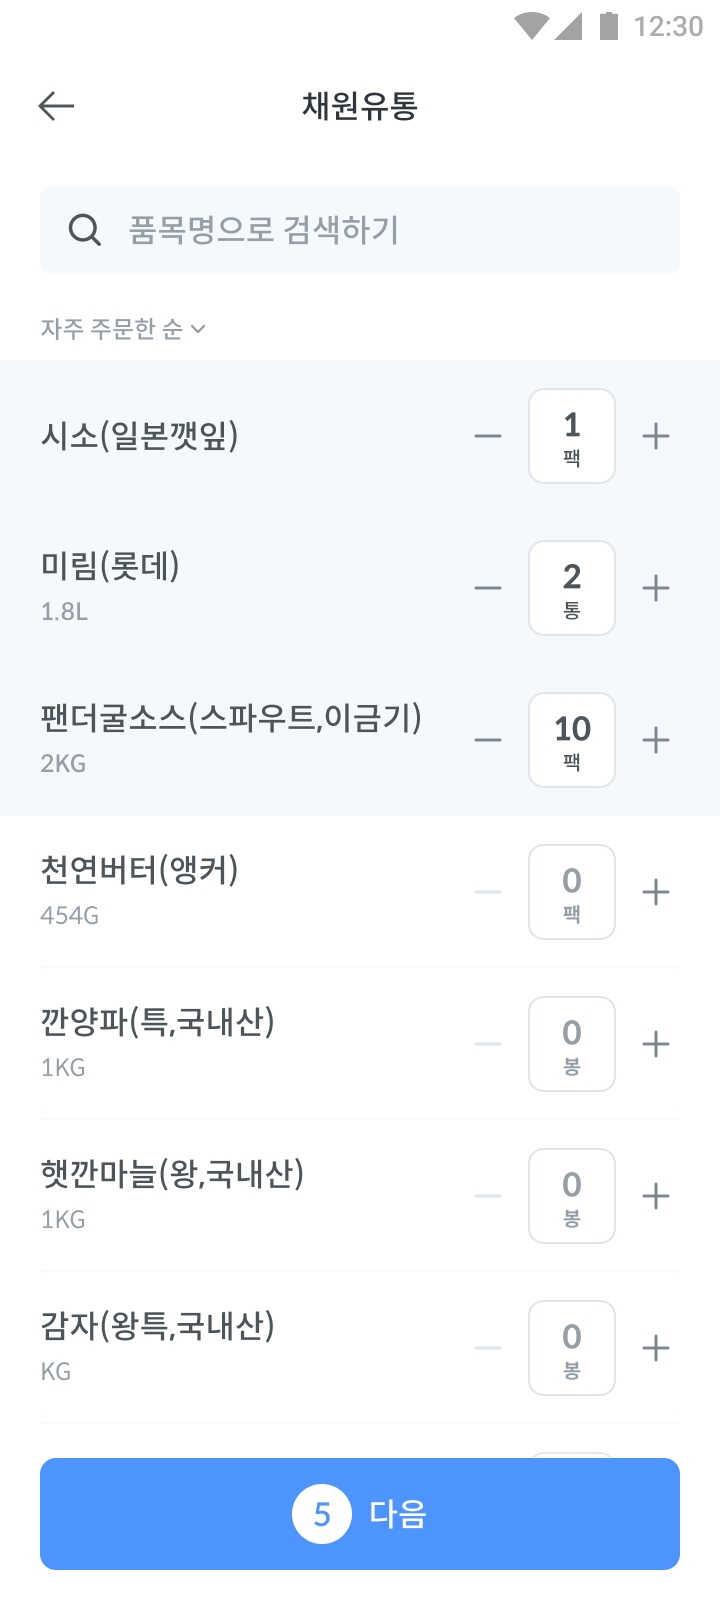 12:30
채원유통
품목명으로 검색하기
자주 주문한 순
시소(일본깻잎)
1
팩
미림(롯데)
1.8L
2
통
팬더굴소스(스파우트,이금기)
2KG
10
팩
천연버터(앵커)
454G
0
팩
깐양파(특,국내산)
1KG
0
봉
햇깐마늘(왕,국내산)
1KG
0
봉
감자(왕특,국내산)
KG
0
봉
5 다음